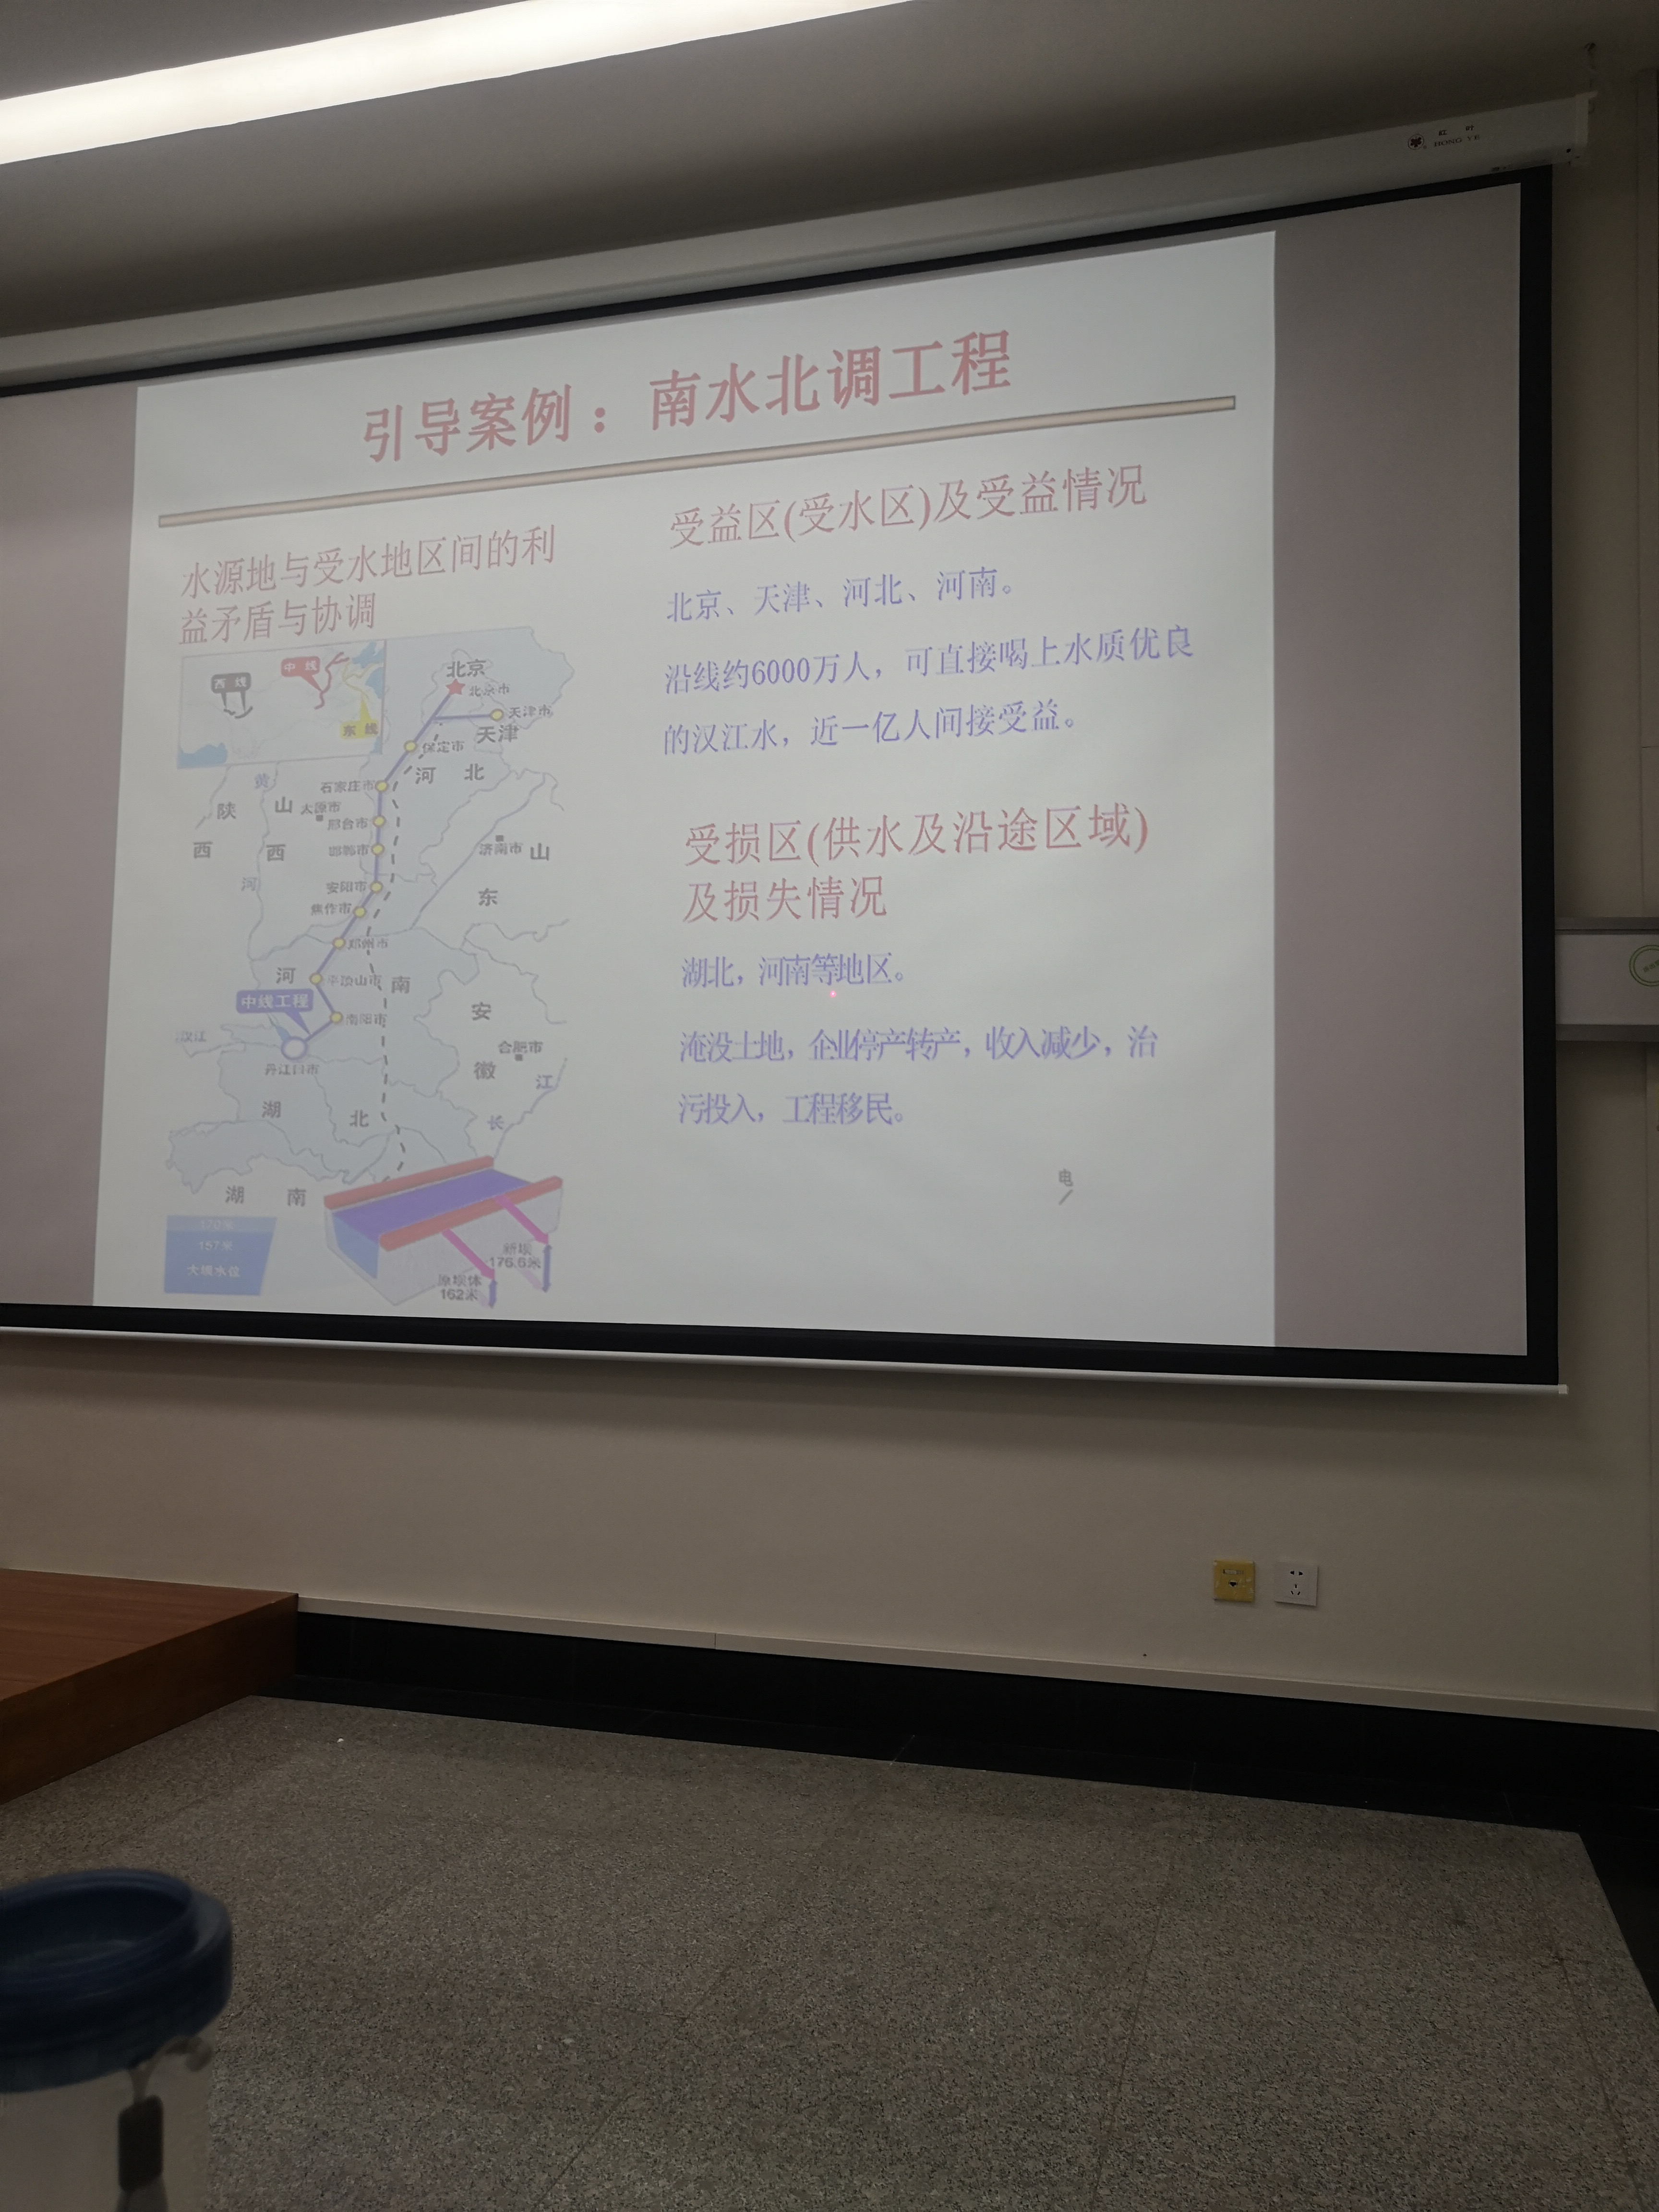 红叶
HONG YE
引导案例：南水北调工程
水源地与受水地区间的利
益矛盾与协调
西线
中线
东线
北京
北京市
天津市
天津
保定市
河北
石家庄市
黄
陕
山
太原市
邢台市
西
西
邯郸市
济南市
山
河
安阳市
东
焦作市
郑州市
河
平顶山市
南
中线工程
南阳市
安
汉江
合肥市
丹江口市
徽
江
湖
北
长
湖南
170米
157米
大坝水位
新坝
176.6米
原坝体
162米
受益区(受水区)及受益情况
北京、天津、河北、河南。
沿线约6000万人，可直接喝上水质优良
的汉江水，近一亿人间接受益。
受损区(供水及沿途区域)
及损失情况
湖北，河南等地区。
淹没土地，企业停产转产，收入减少，治
污投入，工程移民。
电